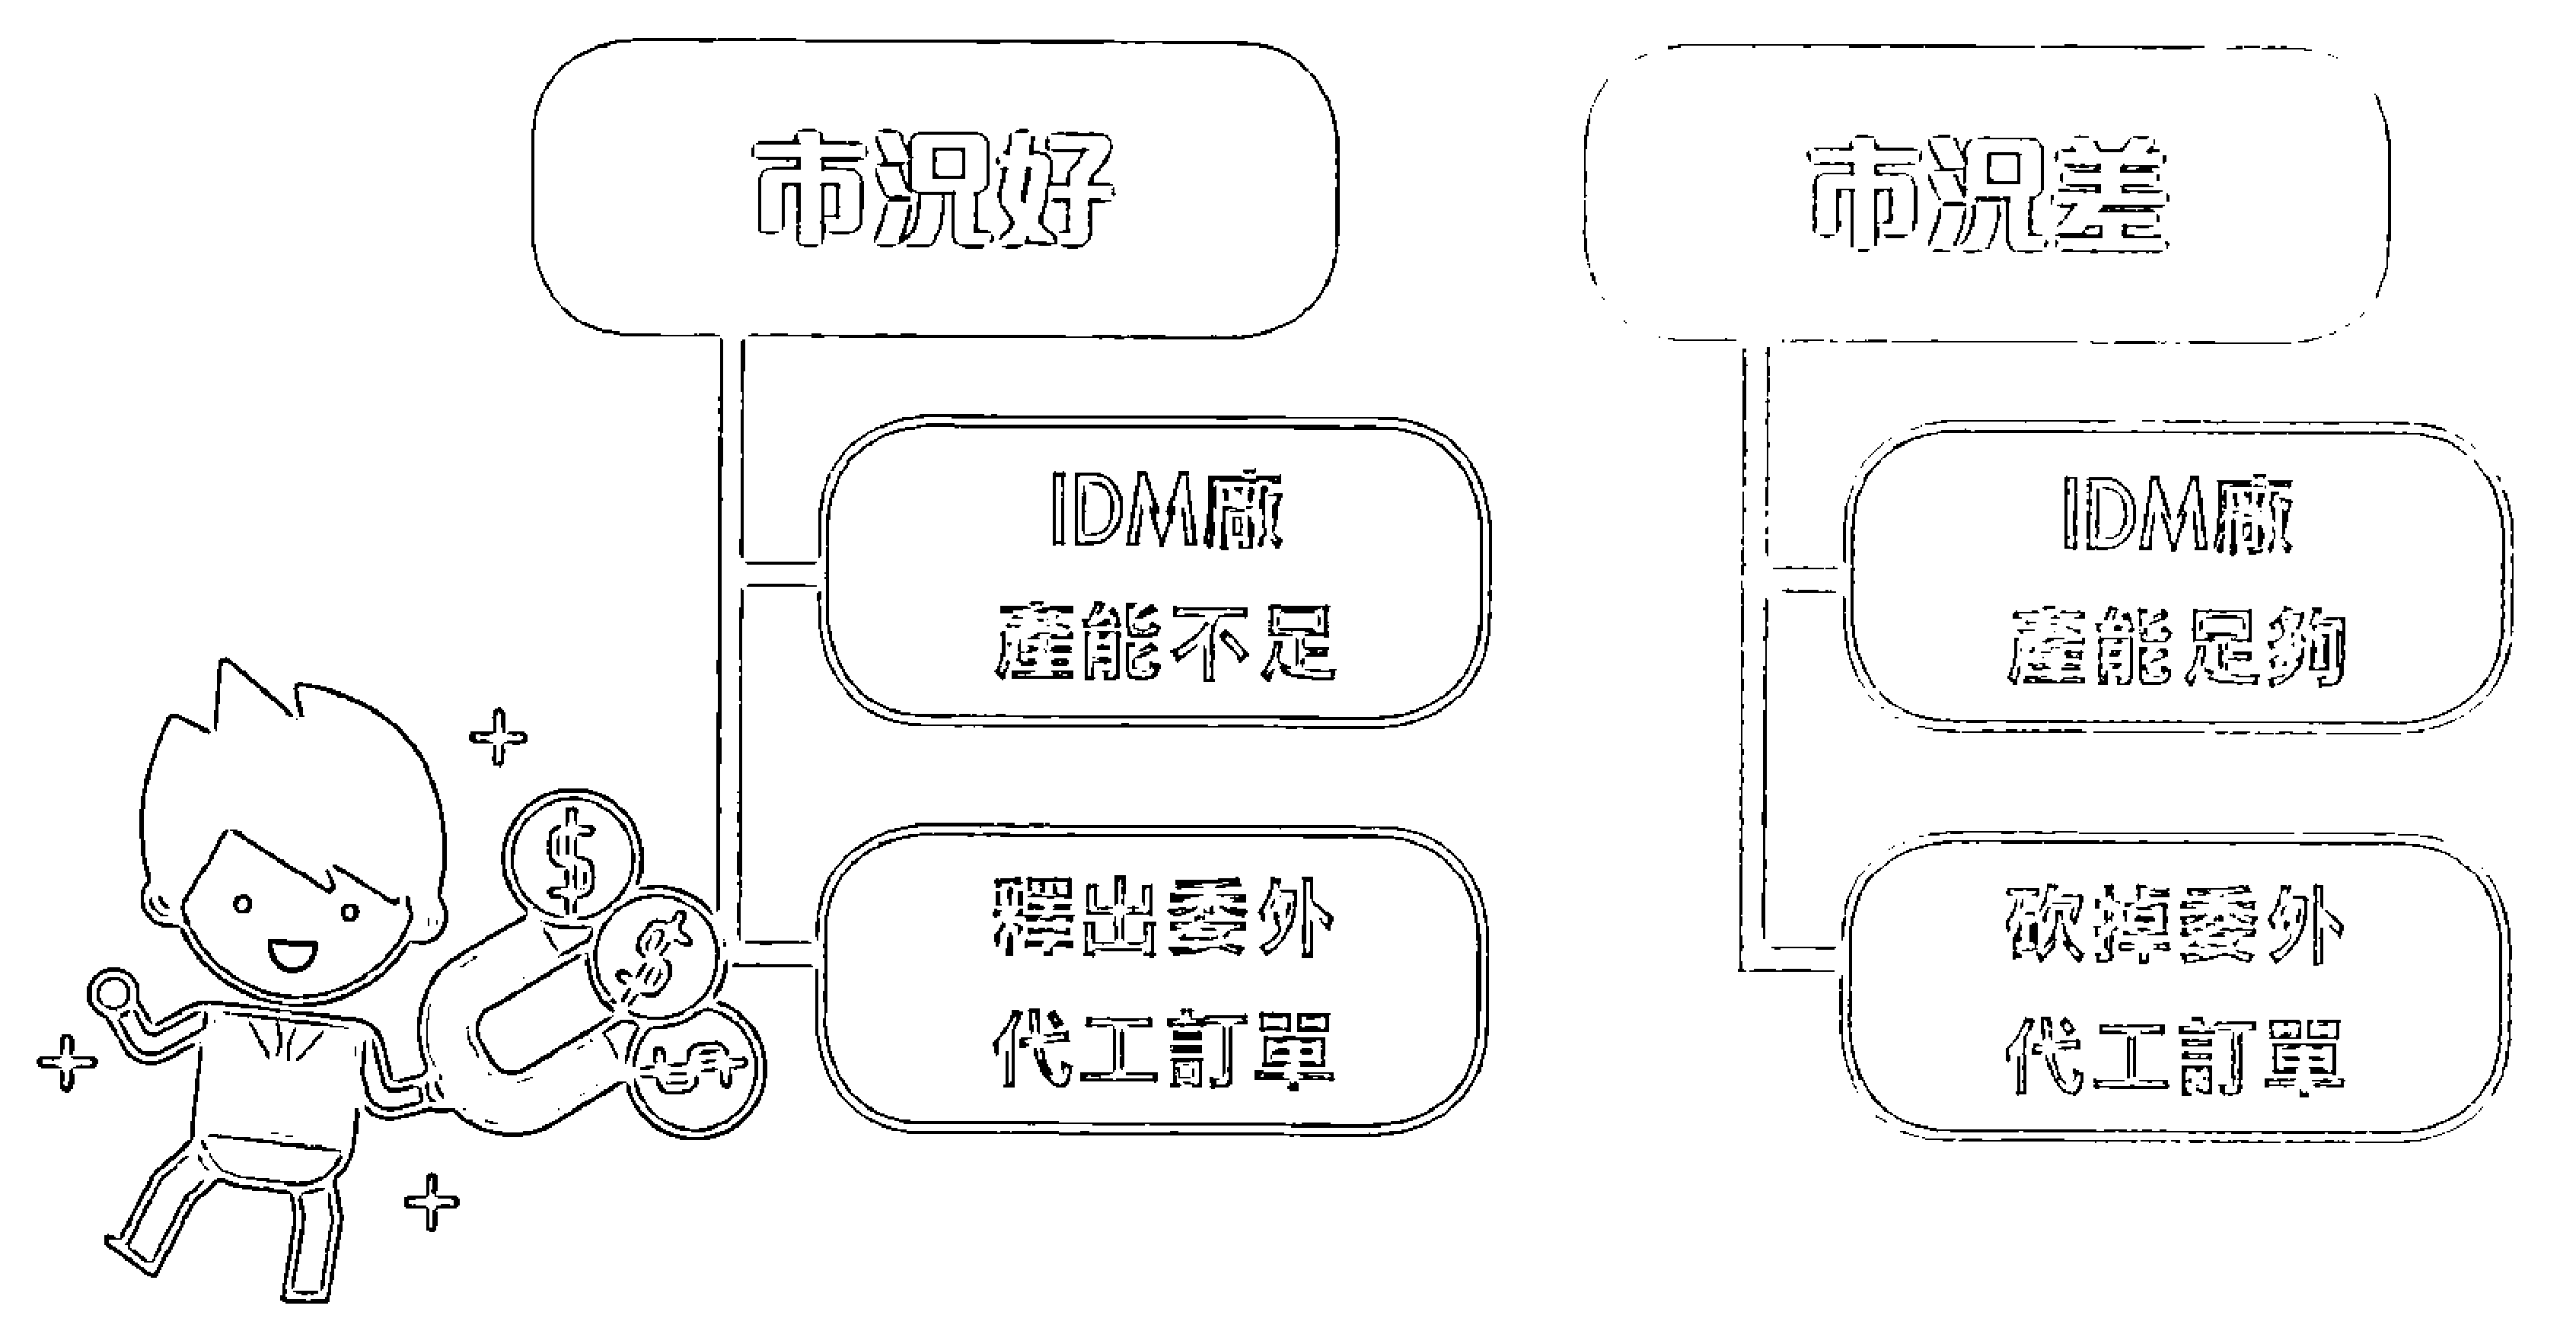 市況好
IDM廠
產能不足
釋出委外
代工訂單
市況差
IDM廠
產能足夠
砍掉委外
代工訂單
$
$
$